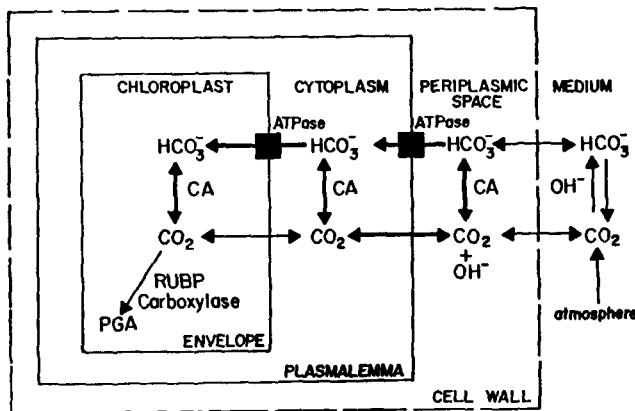 CHLOROPLAST CYTOPLASM PERIPLASMIC SPACE MEDIUM
ATPase ATPase
HCO₃⁻ HCO₃⁻ HCO₃⁻ HCO₃⁻
CA CA CA OH⁻
CO₂ CO₂ CO₂ + OH⁻ CO₂
RUBP Carboxylase
PGA
atmosphere
ENVELOPE
PLASMALEMMA
CELL WALL